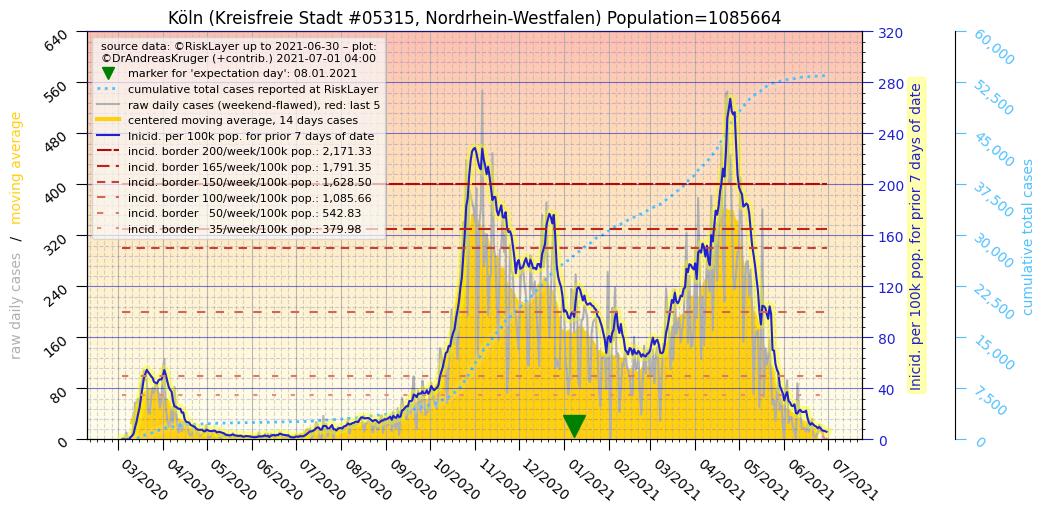 Köln (Kreisfreie Stadt #05315, Nordrhein-Westfalen) Population=1085664
source data: ©RiskLayer up to 2021-06-30 – plot:
©DrAndreasKruger (+contrib.) 2021-07-01 04:00
marker for 'expectation day': 08.01.2021
cumulative total cases reported at RiskLayer
raw daily cases (weekend-flawed), red: last 5
centered moving average, 14 days cases
Inicid. per 100k pop. for prior 7 days of date
incid. border 200/week/100k pop.: 2,171.33
incid. border 165/week/100k pop.: 1,791.35
incid. border 150/week/100k pop.: 1,628.50
incid. border 100/week/100k pop.: 1,085.66
incid. border   50/week/100k pop.: 542.83
incid. border   35/week/100k pop.: 379.98
raw daily cases / moving average
640
560
480
400
320
240
160
80
0
320
280
240
200
160
120
80
40
0
Inicid. per 100k pop. for prior 7 days of date
60,000
52,500
45,000
37,500
30,000
22,500
15,000
7,500
0
cumulative total cases
03/2020
04/2020
05/2020
06/2020
07/2020
08/2020
09/2020
10/2020
11/2020
12/2020
01/2021
02/2021
03/2021
04/2021
05/2021
06/2021
07/2021